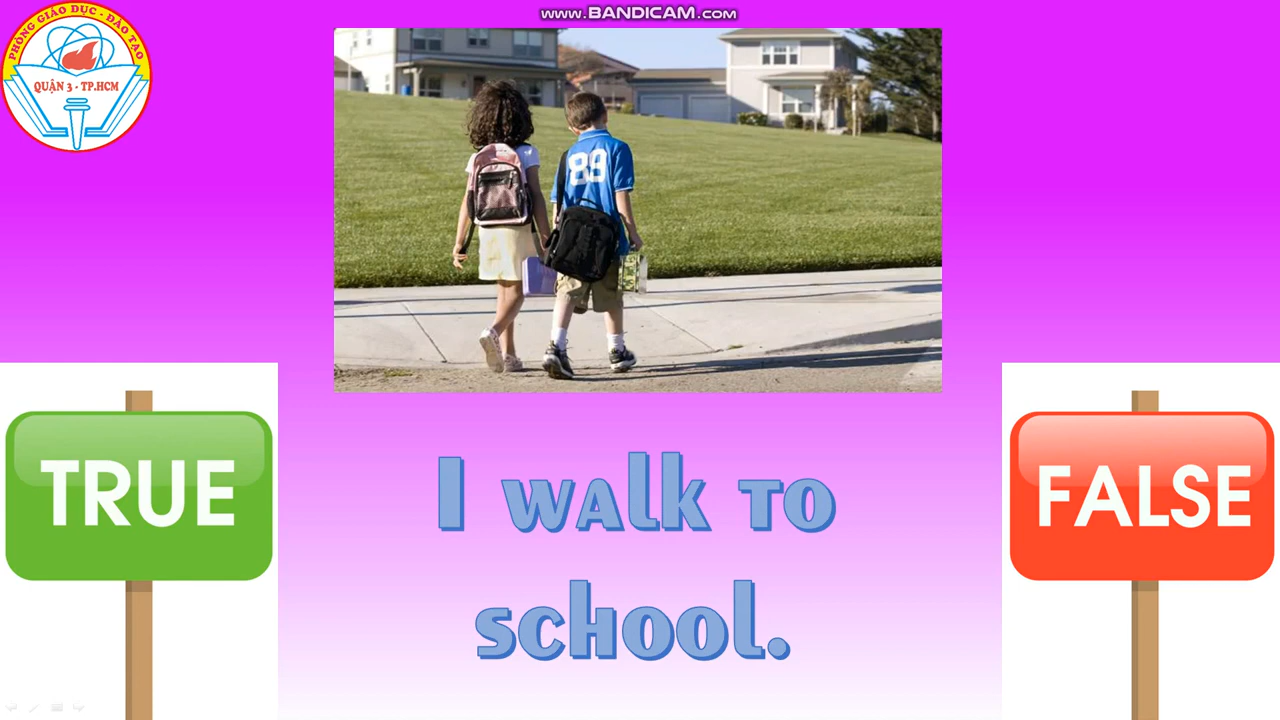 www.BANDICAM.com
PHÒNG GIÁO DỤC - ĐÀO TẠO
QUẬN 3 - TP.HCM
89
TRUE
FALSE
I walk to
school.